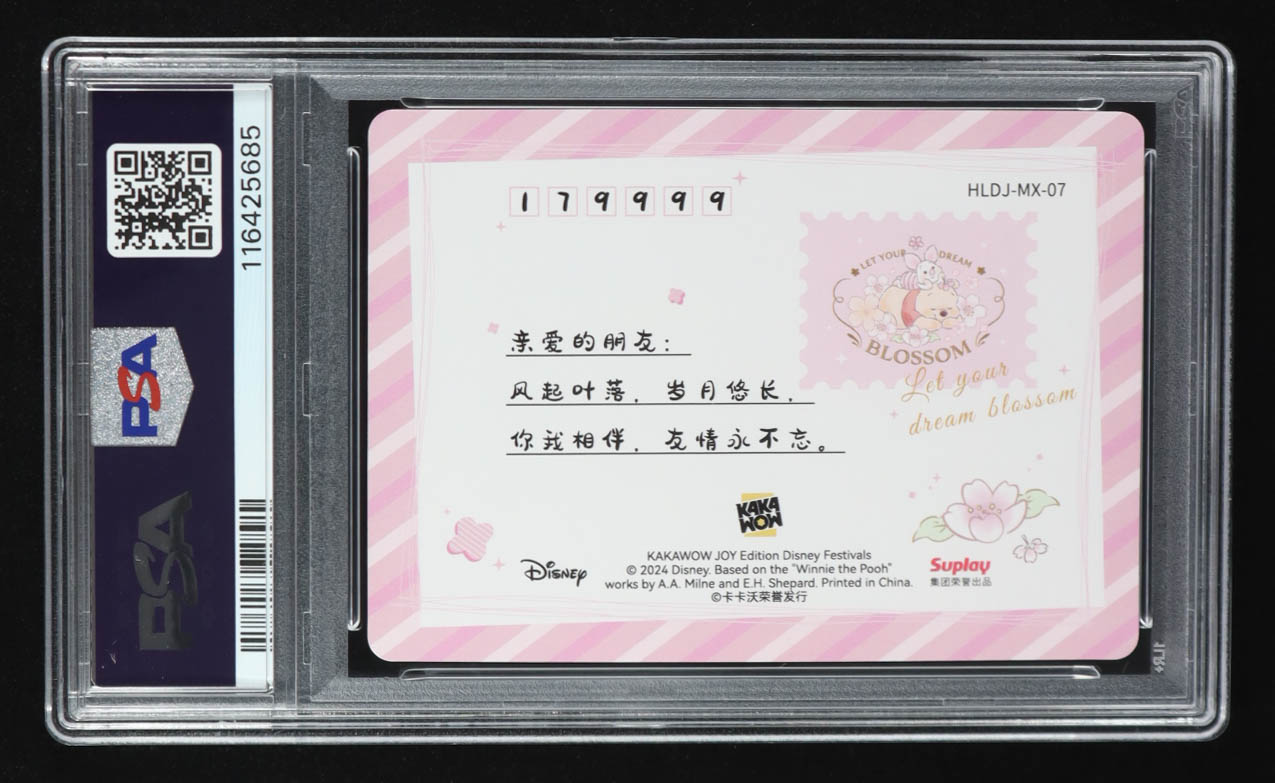 116425685
PSA
PSA
179999
HLDJ-MX-07
LET YOUR DREAM
BLOSSOM
Let your
dream blossom
亲爱的朋友：
风起叶落，岁月悠长，
你我相伴，友情永不忘。
KAKA
WOW
Disney
KAKAWOW JOY Edition Disney Festivals
© 2024 Disney. Based on the "Winnie the Pooh"
works by A.A. Milne and E.H. Shepard. Printed in China.
©卡卡沃荣誉发行
Suplay
集团荣誉出品